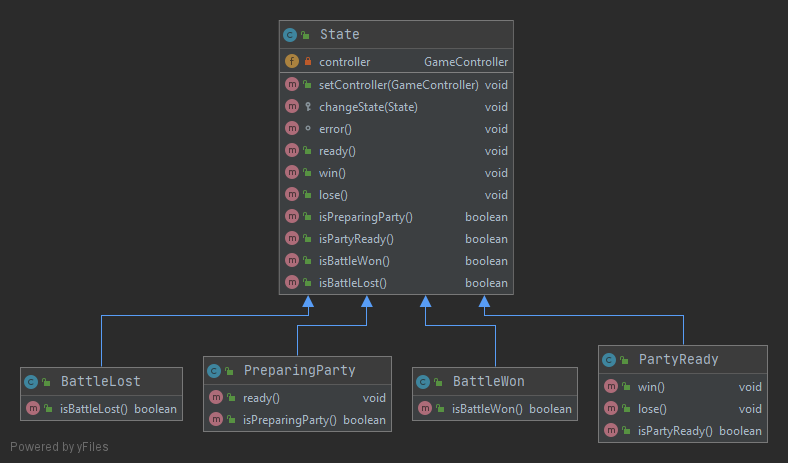 State
controller GameController
setController(GameController) void
changeState(State) void
error() void
ready() void
win() void
lose() void
isPreparingParty() boolean
isPartyReady() boolean
isBattleWon() boolean
isBattleLost() boolean
BattleLost
isBattleLost() boolean
PreparingParty
ready() void
isPreparingParty() boolean
BattleWon
isBattleWon() boolean
PartyReady
win() void
lose() void
isPartyReady() boolean
Powered by yFiles